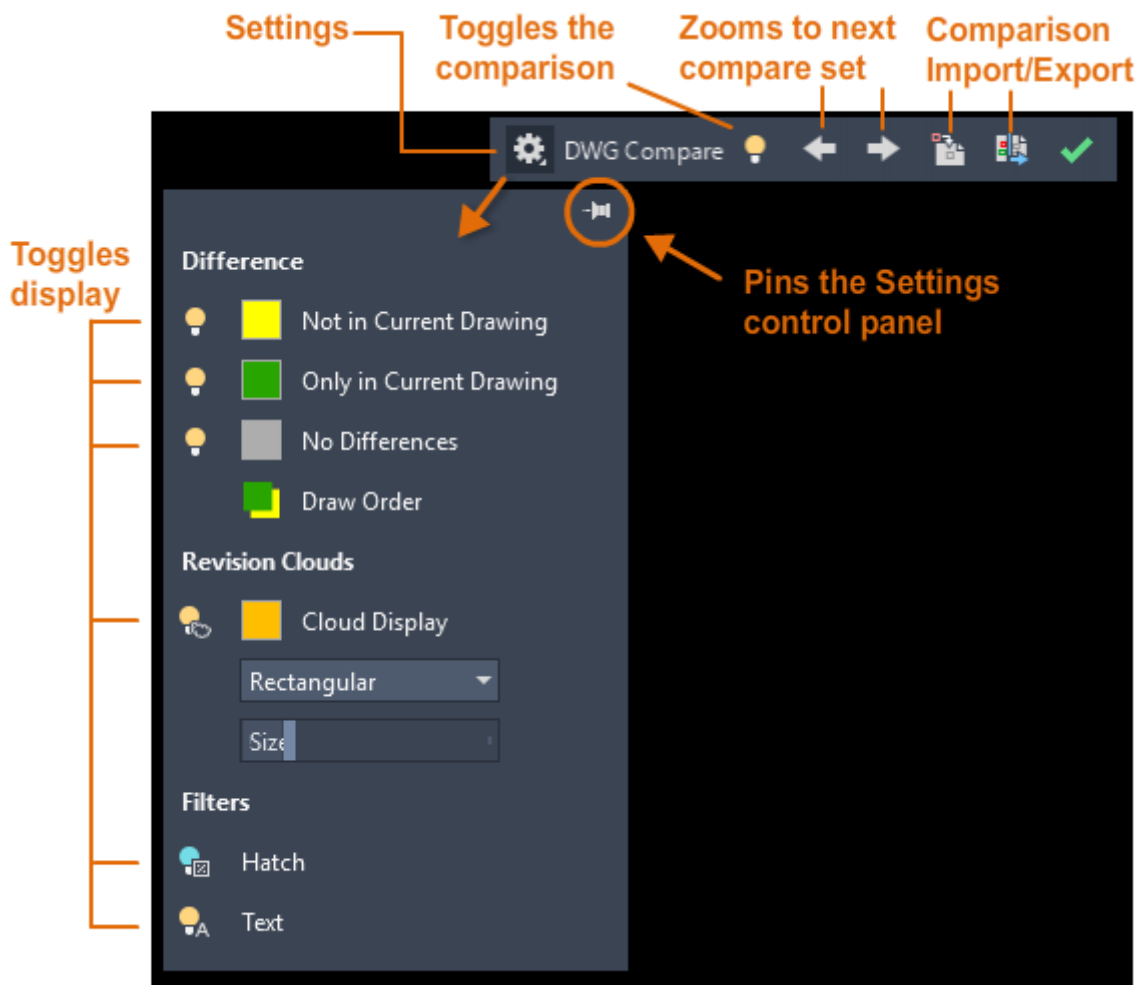 Settings
Toggles the
comparison
Zooms to next
compare set
Comparison
Import/Export
DWG Compare
Toggles
display
Pins the Settings
control panel
Difference
Not in Current Drawing
Only in Current Drawing
No Differences
Draw Order
Revision Clouds
Cloud Display
Rectangular
Size
Filters
Hatch
A
Text